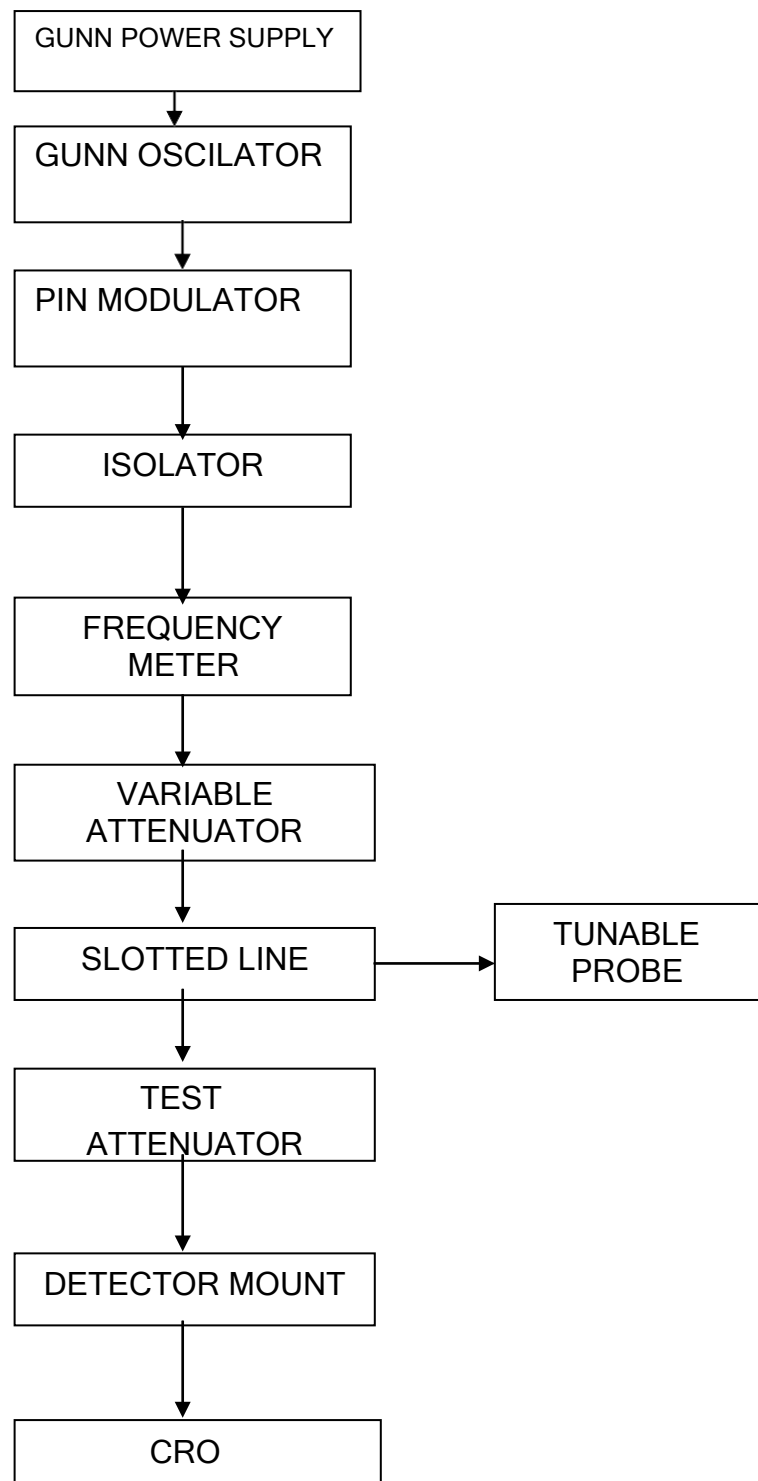 GUNN POWER SUPPLY
GUNN OSCILATOR
PIN MODULATOR
ISOLATOR
FREQUENCY
METER
VARIABLE
ATTENUATOR
SLOTTED LINE
TUNABLE
PROBE
TEST
ATTENUATOR
DETECTOR MOUNT
CRO